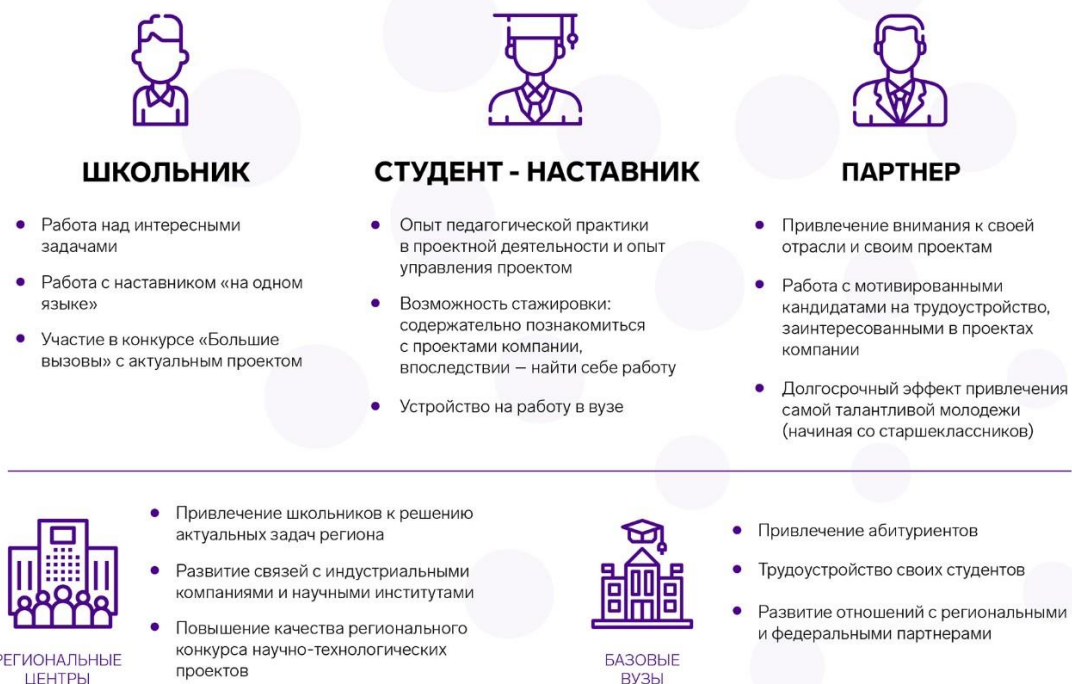 ШКОЛЬНИК
• Работа над интересными
задачами
• Работа с наставником «на одном
языке»
• Участие в конкурсе «Большие
вызовы» с актуальным проектом
СТУДЕНТ - НАСТАВНИК
• Опыт педагогической практики
в проектной деятельности и опыт
управления проектом
• Возможность стажировки:
содержательно познакомиться
с проектами компании,
впоследствии — найти себе работу
• Устройство на работу в вузе
ПАРТНЕР
• Привлечение внимания к своей
отрасли и своим проектам
• Работа с мотивированными
кандидатами на трудоустройство,
заинтересованными в проектах
компании
• Долгосрочный эффект привлечения
самой талантливой молодежи
(начиная со старшеклассников)
РЕГИОНАЛЬНЫЕ
ЦЕНТРЫ
• Привлечение школьников к решению
актуальных задач региона
• Развитие связей с индустриальными
компаниями и научными институтами
• Повышение качества регионального
конкурса научно-технологических
проектов
БАЗОВЫЕ
ВУЗЫ
• Привлечение абитуриентов
• Трудоустройство своих студентов
• Развитие отношений с региональными
и федеральными партнерами